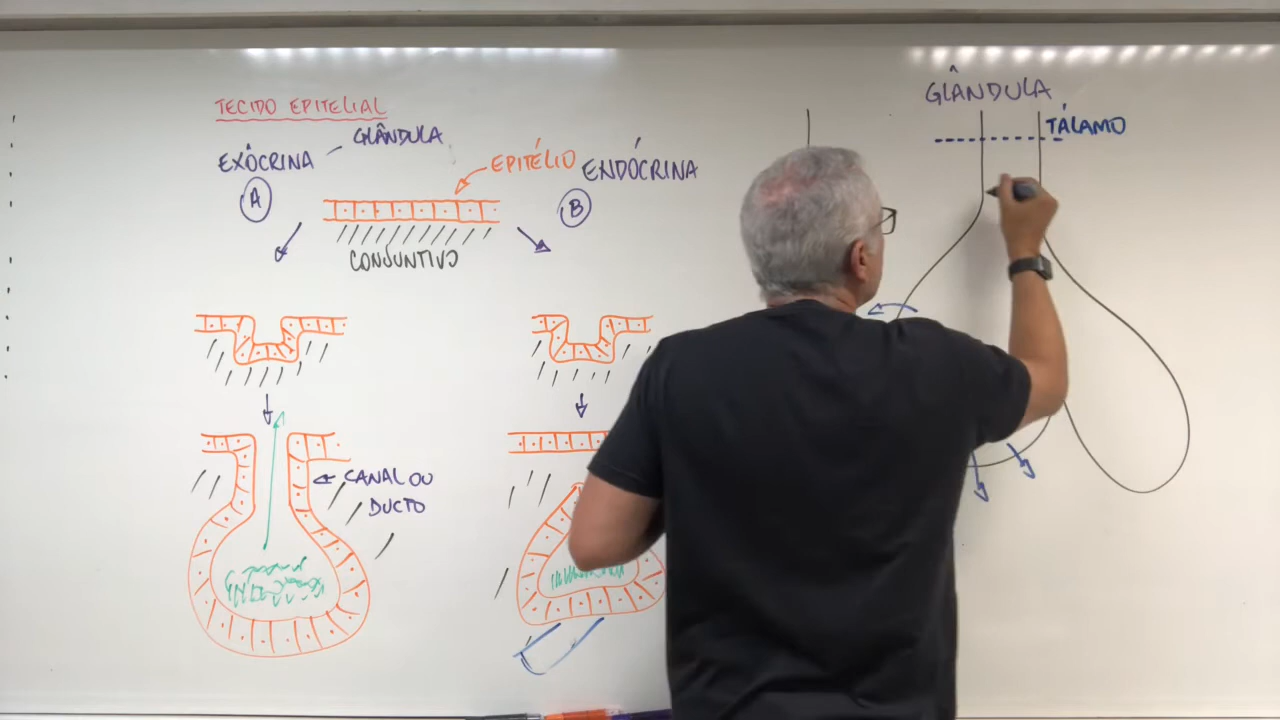 TECIDO EPITELIAL
EXÓCRINA
GLÂNDULA
A
EPITÉLIO
ENDÓCRINA
B
CONJUNTIVO
CANAL OU
DUCTO
GLÂNDULA
TÁLAMO